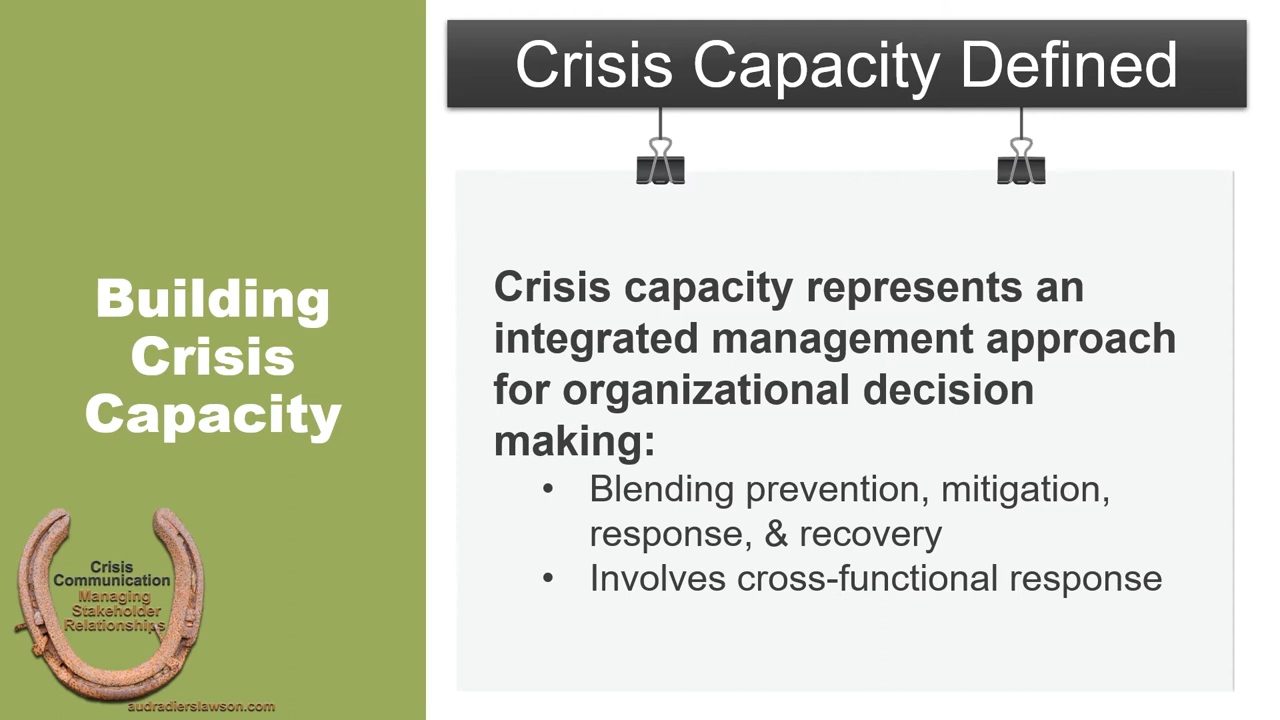 Crisis Capacity Defined
Building
Crisis
Capacity
Crisis capacity represents an
integrated management approach
for organizational decision
making:
• Blending prevention, mitigation,
response, & recovery
• Involves cross-functional response
Crisis
Communication
Managing
Stakeholder
Relationships
audradierslawson.com